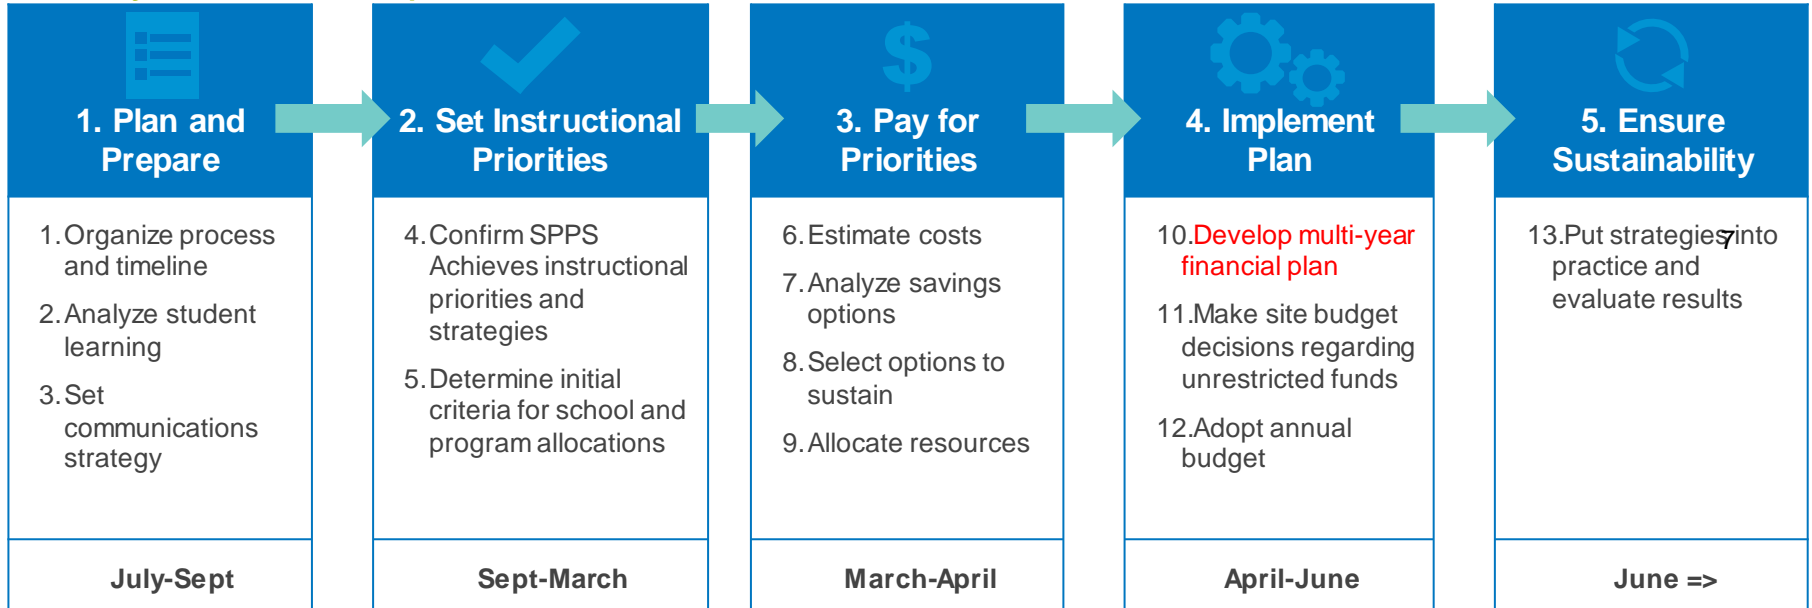 1. Plan and
Prepare
2. Set Instructional
Priorities
3. Pay for
Priorities
4. Implement
Plan
5. Ensure
Sustainability
1. Organize process
and timeline
2. Analyze student
learning
3. Set
communications
strategy
4. Confirm SPPS
Achieves instructional
priorities and
strategies
5. Determine initial
criteria for school and
program allocations
6. Estimate costs
7. Analyze savings
options
8. Select options to
sustain
9. Allocate resources
10. Develop multi-year
financial plan
11. Make site budget
decisions regarding
unrestricted funds
12. Adopt annual
budget
13. Put strategies into
practice and
evaluate results
7
July-Sept
Sept-March
March-April
April-June
June =>